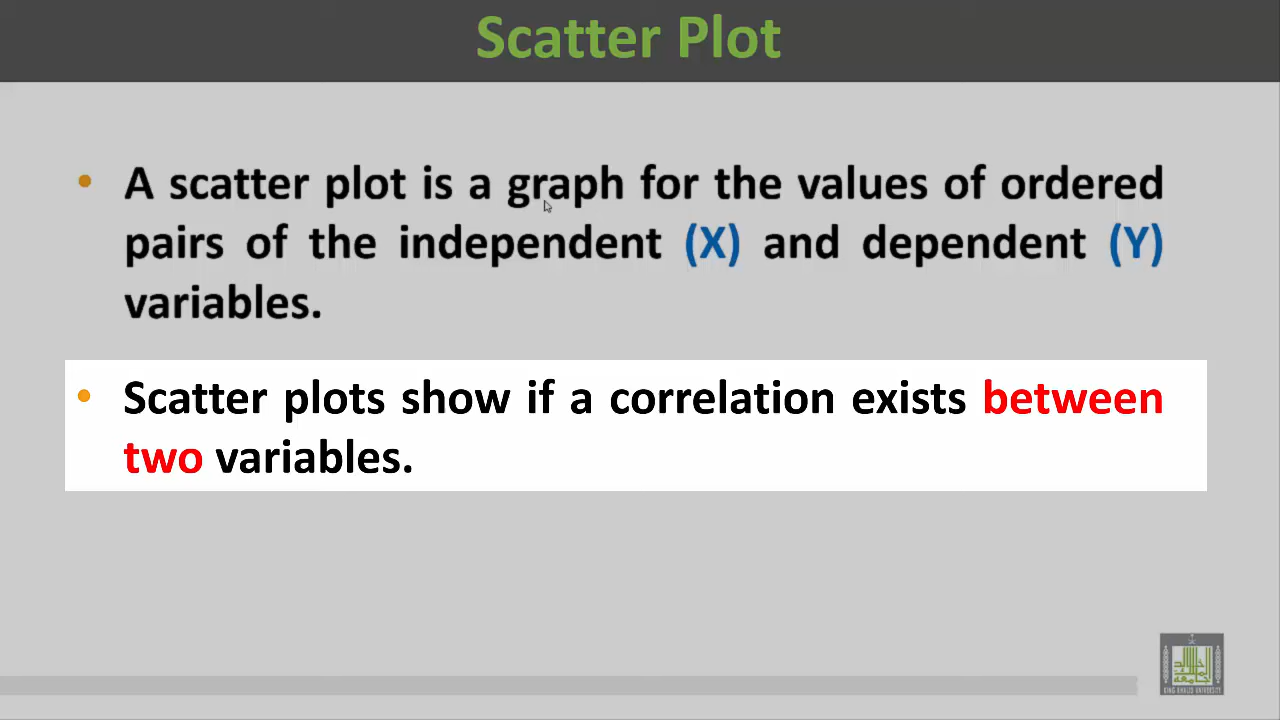 Scatter Plot
• A scatter plot is a graph for the values of ordered
pairs of the independent (X) and dependent (Y)
variables.
• Scatter plots show if a correlation exists between
two variables.
KING KHALID UNIVERSITY